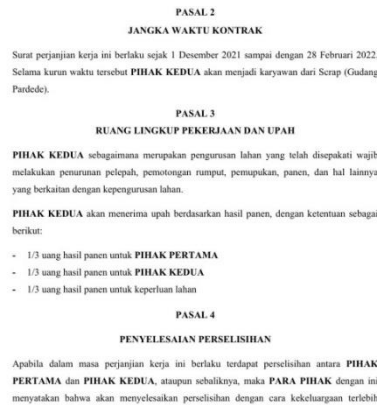 PASAL 2
JANGKA WAKTU KONTRAK
Surat perjanjian kerja ini berlaku sejak 1 Desember 2021 sampai dengan 28 Februari 2022.
Selama kurun waktu tersebut PIHAK KEDUA akan menjadi karyawan dari Scrap (Gudang
Pardede).
PASAL 3
RUANG LINGKUP PEKERJAAN DAN UPAH
PIHAK KEDUA sebagaimana merupakan pengurusan lahan yang telah disepakati wajib
melakukan penurunan pelepah, pemotongan rumput, pemupukan, panen, dan hal lainnya
yang berkaitan dengan kepengurusan lahan.
PIHAK KEDUA akan menerima upah berdasarkan hasil panen, dengan ketentuan sebagai
berikut:
- 1/3 uang hasil panen untuk PIHAK PERTAMA
- 1/3 uang hasil panen untuk PIHAK KEDUA
- 1/3 uang hasil panen untuk keperluan lahan
PASAL 4
PENYELESAIAN PERSELISIHAN
Apabila dalam masa perjanjian kerja ini berlaku terdapat perselisihan antara PIHAK
PERTAMA dan PIHAK KEDUA, ataupun sebaliknya, maka PARA PIHAK dengan ini
menyatakan bahwa akan menyelesaikan perselisihan dengan cara kekeluargaan terlebih